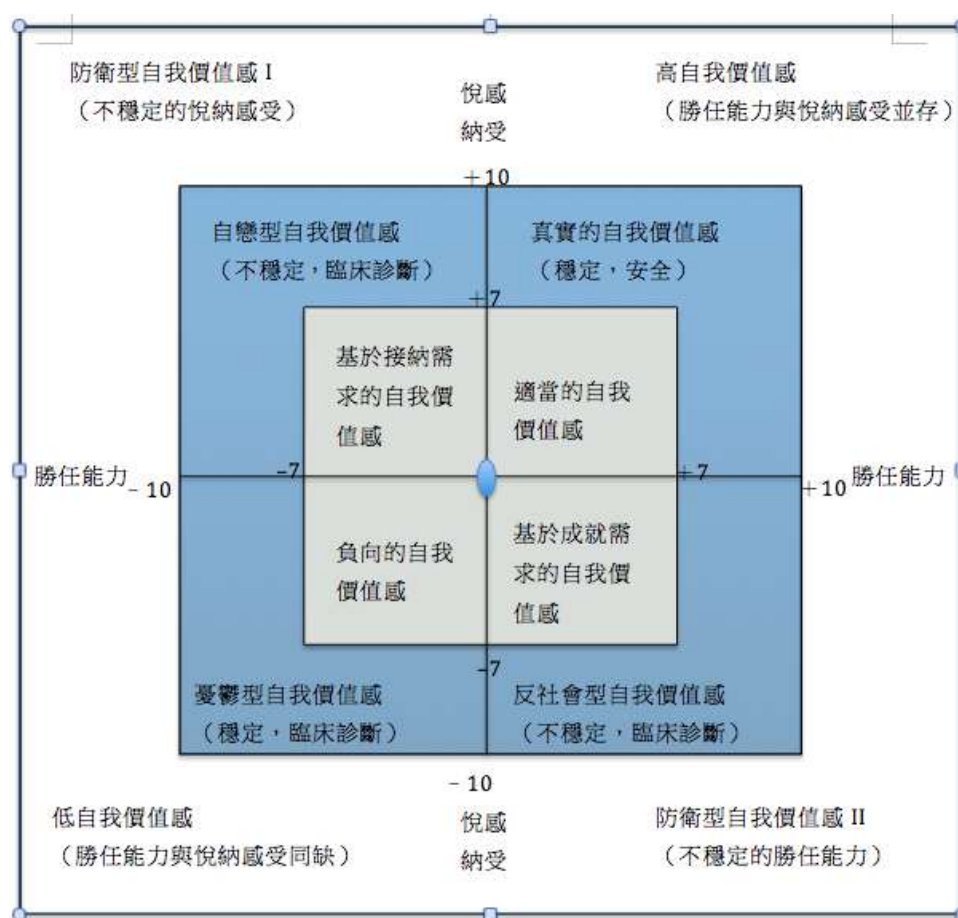 防衛型自我價值感 I
（不穩定的悅納感受）
悅感
納受
高自我價值感
（勝任能力與悅納感受並存）
+10
自戀型自我價值感
（不穩定，臨床診斷）
真實的自我價值感
（穩定，安全）
+7
基於接納需
求的自我價
值感
適當的自我
價值感
勝任能力
- 10
-7
+7
+10
勝任能力
負向的自我
價值感
基於成就需
求的自我價
值感
-7
憂鬱型自我價值感
（穩定，臨床診斷）
反社會型自我價值感
（不穩定，臨床診斷）
- 10
低自我價值感
（勝任能力與悅納感受同缺）
悅感
納受
防衛型自我價值感 II
（不穩定的勝任能力）